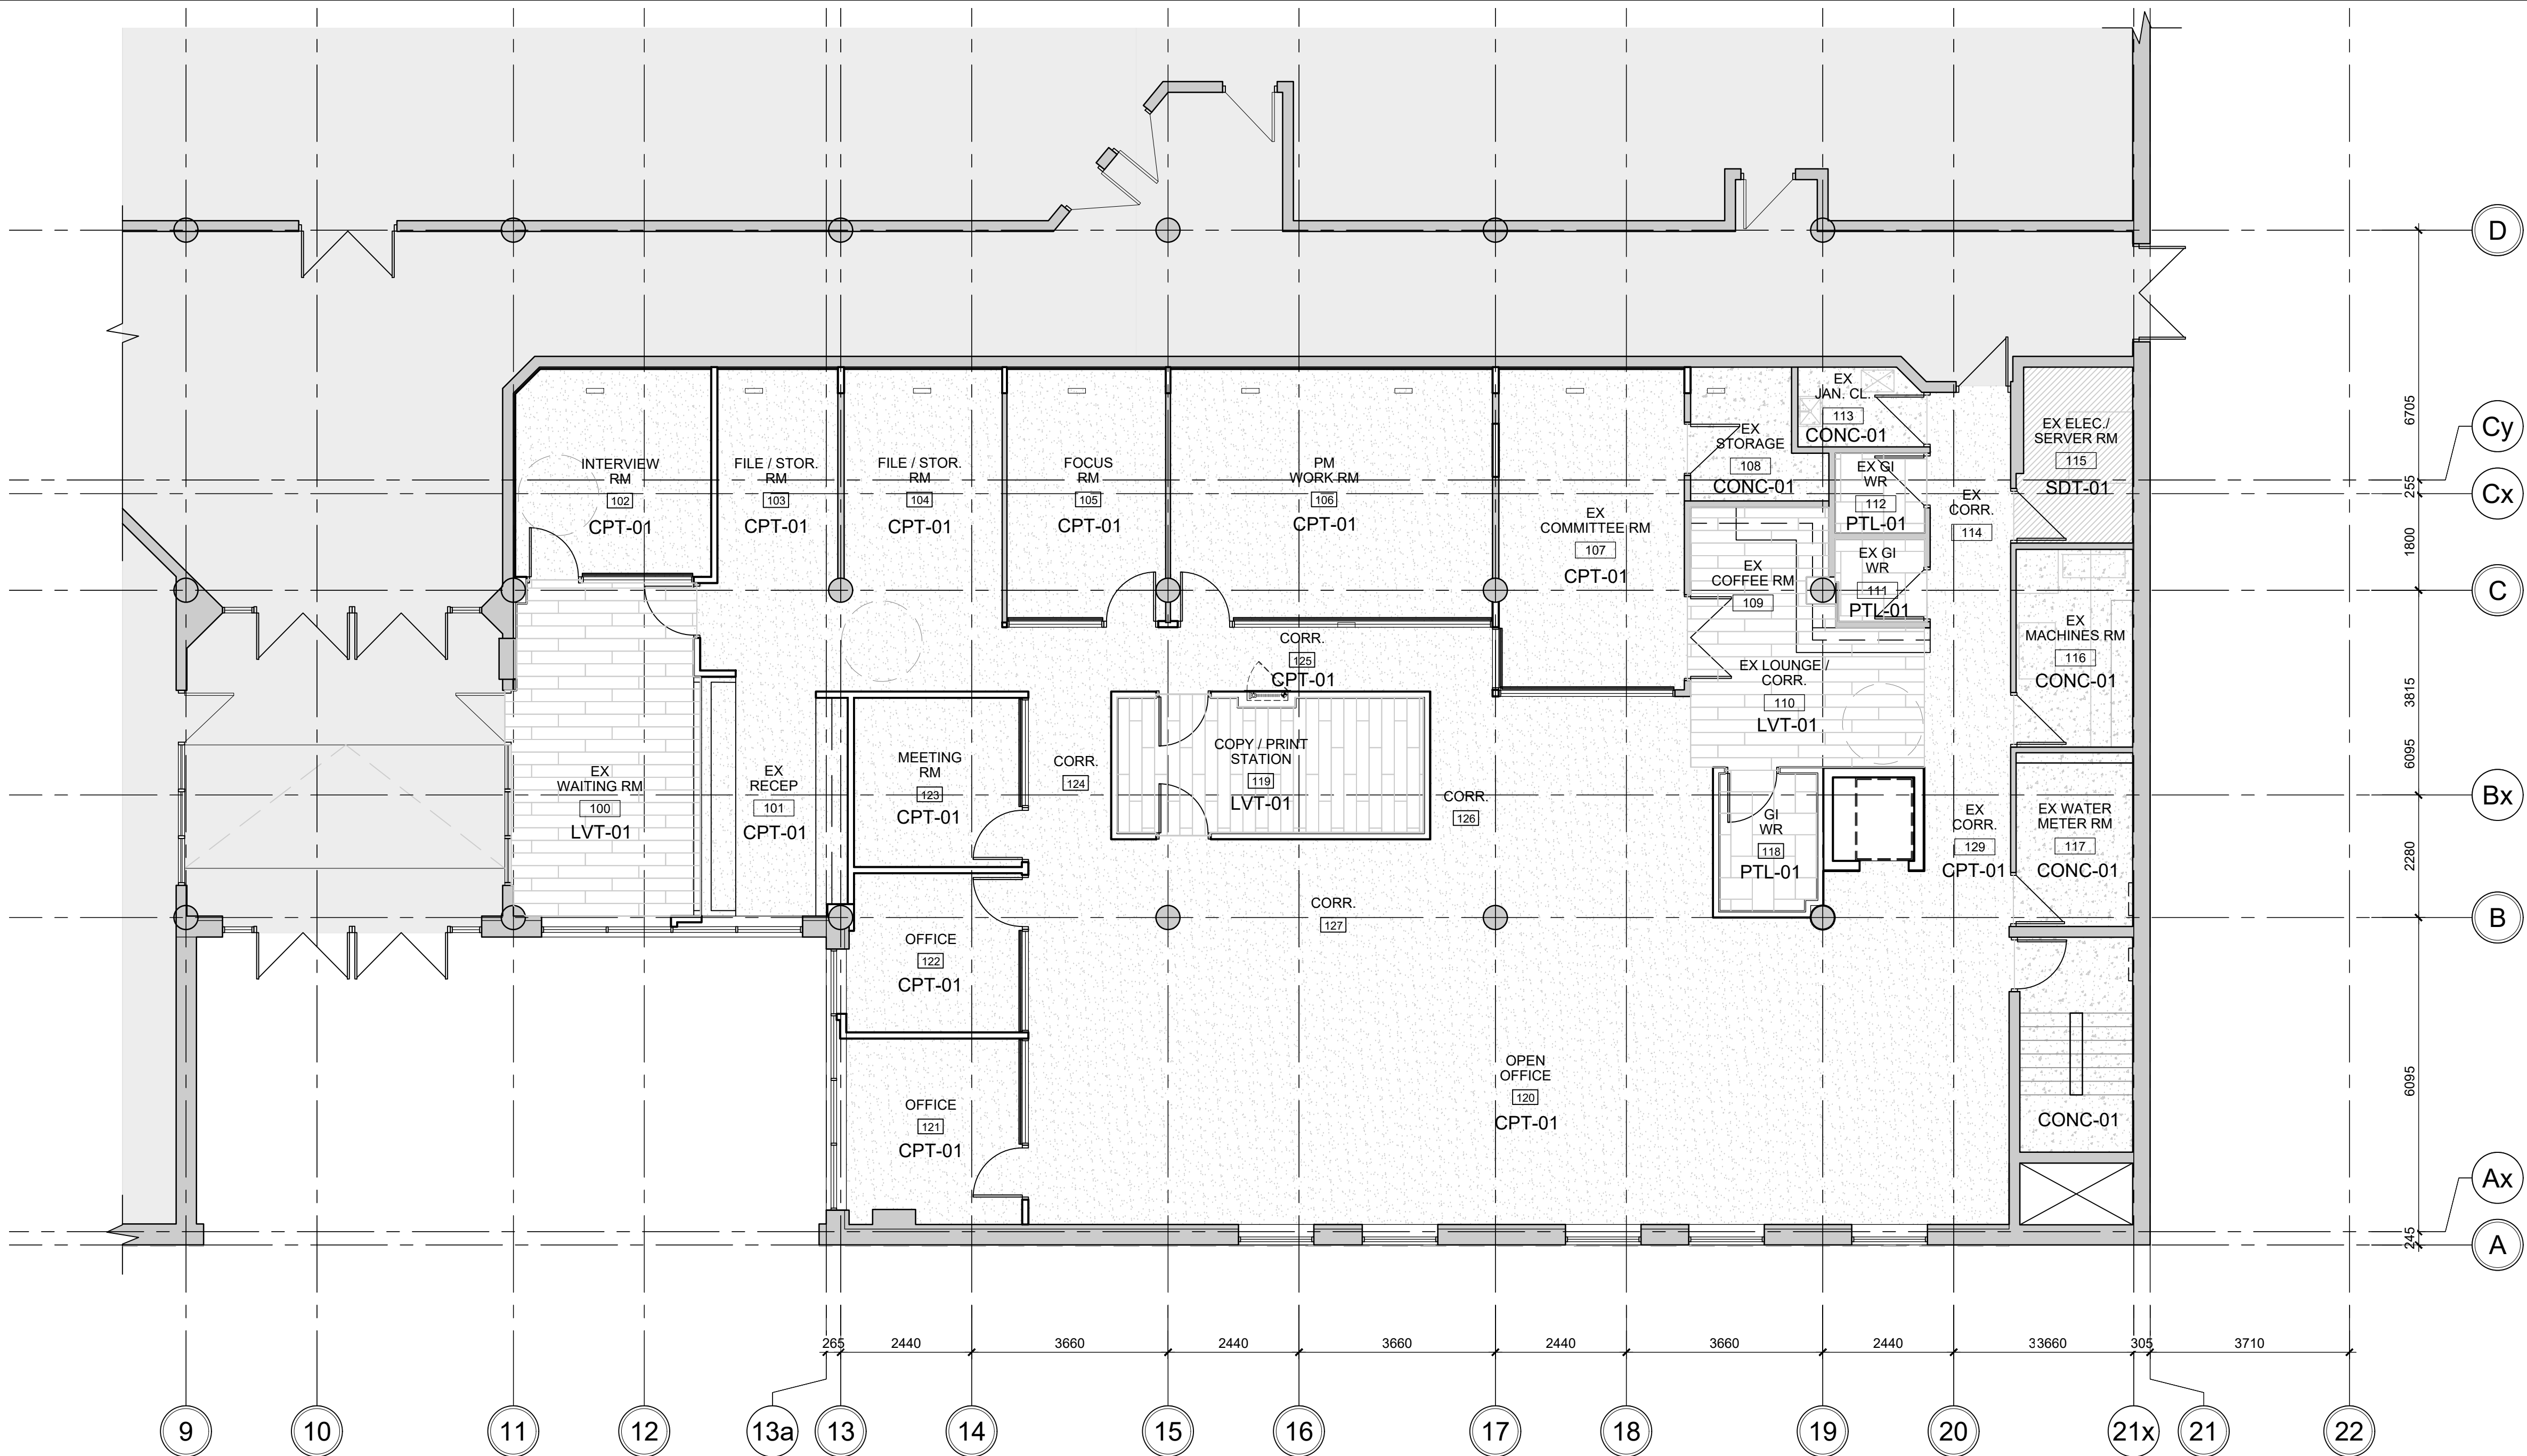 D
Cy
Cx
C
Bx
B
Ax
A
6705
255
1800
3815
6095
2280
6095
245
INTERVIEW
RM
102
CPT-01
FILE / STOR.
RM
103
CPT-01
FILE / STOR.
RM
104
CPT-01
FOCUS
RM
105
CPT-01
PM
WORK RM
106
CPT-01
EX
COMMITTEE RM
107
CPT-01
EX
STORAGE
108
CONC-01
EX
JAN. CL.
113
CONC-01
EX GI
WR
112
PTL-01
EX GI
WR
111
PTL-01
EX
CORR.
114
EX ELEC./
SERVER RM
115
SDT-01
EX
COFFEE RM
109
EX LOUNGE /
CORR.
110
LVT-01
EX
MACHINES RM
116
CONC-01
CORR.
125
CPT-01
EX
WAITING RM
100
LVT-01
EX
RECEP
101
CPT-01
MEETING
RM
123
CPT-01
CORR.
124
COPY / PRINT
STATION
119
LVT-01
CORR.
126
GI
WR
118
PTL-01
EX
CORR.
129
CPT-01
EX WATER
METER RM
117
CONC-01
OFFICE
122
CPT-01
CORR.
127
OFFICE
121
CPT-01
OPEN
OFFICE
120
CPT-01
CONC-01
265
2440
3660
2440
3660
2440
3660
2440
33660
305
3710
9
10
11
12
13a
13
14
15
16
17
18
19
20
21x
21
22